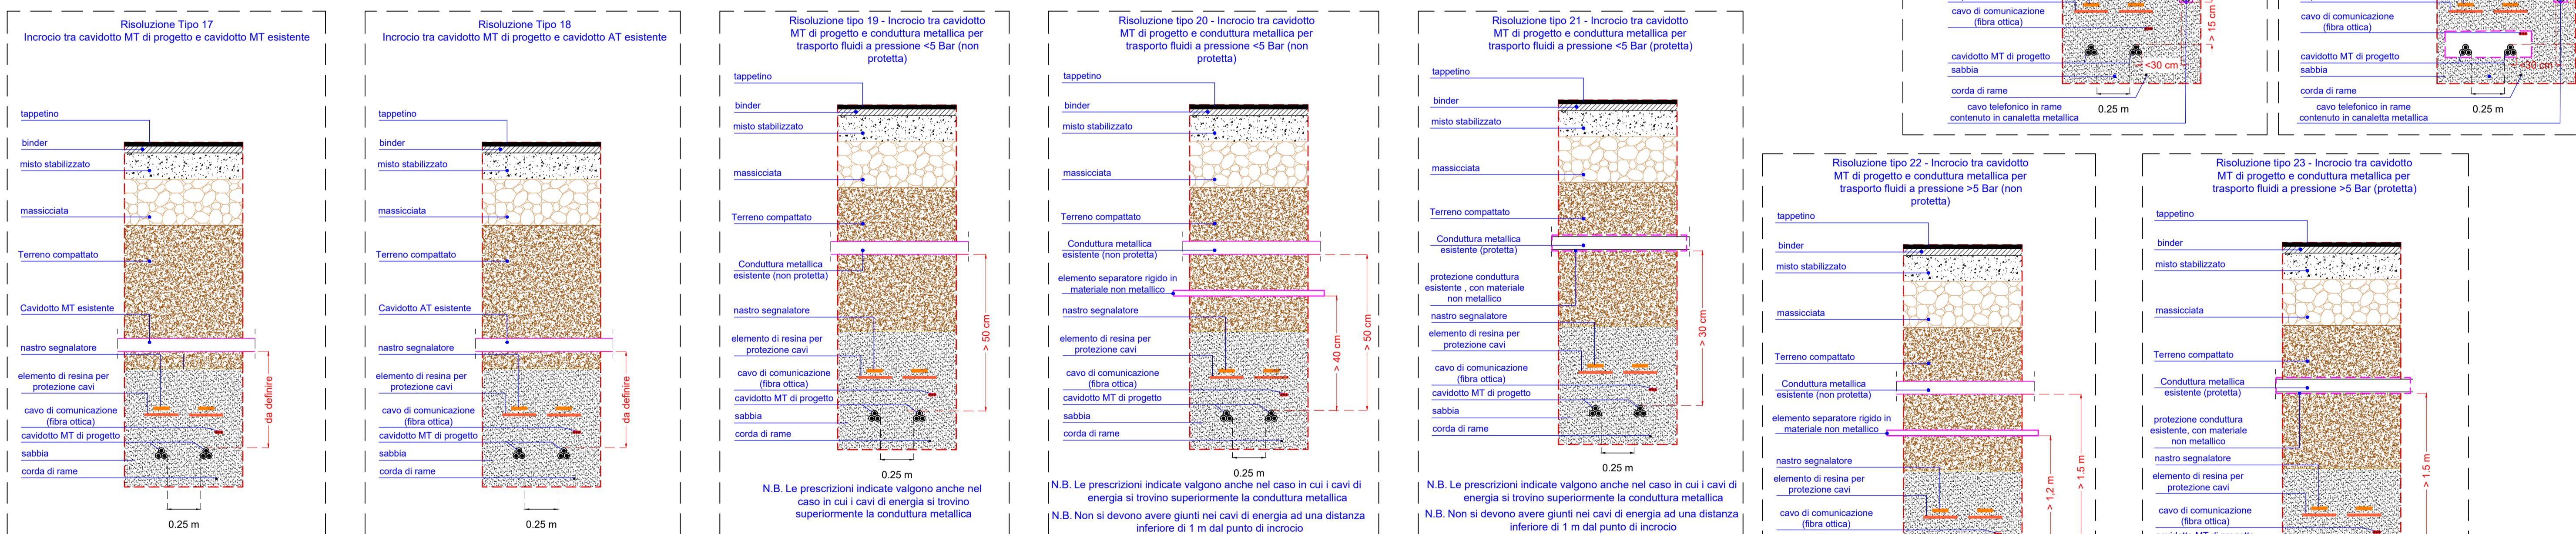 Risoluzione Tipo 17
Incrocio tra cavidotto MT di progetto e cavidotto MT esistente
tappetino
binder
misto stabilizzato
massicciata
Terreno compattato
Cavidotto MT esistente
nastro segnalatore
elemento di resina per
protezione cavi
cavo di comunicazione
(fibra ottica)
cavidotto MT di progetto
sabbia
corda di rame
da definire
0.25 m
Risoluzione Tipo 18
Incrocio tra cavidotto MT di progetto e cavidotto AT esistente
tappetino
binder
misto stabilizzato
massicciata
Terreno compattato
Cavidotto AT esistente
nastro segnalatore
elemento di resina per
protezione cavi
cavo di comunicazione
(fibra ottica)
cavidotto MT di progetto
sabbia
corda di rame
da definire
0.25 m
Risoluzione tipo 19 - Incrocio tra cavidotto
MT di progetto e conduttura metallica per
trasporto fluidi a pressione <5 Bar (non
protetta)
tappetino
binder
misto stabilizzato
massicciata
Terreno compattato
Conduttura metallica
esistente (non protetta)
nastro segnalatore
elemento di resina per
protezione cavi
cavo di comunicazione
(fibra ottica)
cavidotto MT di progetto
sabbia
corda di rame
> 50 cm
0.25 m
N.B. Le prescrizioni indicate valgono anche nel
caso in cui i cavi di energia si trovino
superiormente la conduttura metallica
Risoluzione tipo 20 - Incrocio tra cavidotto
MT di progetto e conduttura metallica per
trasporto fluidi a pressione <5 Bar (non
protetta)
tappetino
binder
misto stabilizzato
massicciata
Terreno compattato
Conduttura metallica
esistente (non protetta)
elemento separatore rigido in
materiale non metallico
nastro segnalatore
elemento di resina per
protezione cavi
cavo di comunicazione
(fibra ottica)
cavidotto MT di progetto
sabbia
corda di rame
> 40 cm
> 50 cm
0.25 m
N.B. Le prescrizioni indicate valgono anche nel caso in cui i cavi di
energia si trovino superiormente la conduttura metallica
N.B. Non si devono avere giunti nei cavi di energia ad una distanza
inferiore di 1 m dal punto di incrocio
Risoluzione tipo 21 - Incrocio tra cavidotto
MT di progetto e conduttura metallica per
trasporto fluidi a pressione <5 Bar (protetta)
tappetino
binder
misto stabilizzato
massicciata
Terreno compattato
Conduttura metallica
esistente (protetta)
protezione conduttura
esistente , con materiale
non metallico
nastro segnalatore
elemento di resina per
protezione cavi
cavo di comunicazione
(fibra ottica)
cavidotto MT di progetto
sabbia
corda di rame
> 30 cm
0.25 m
N.B. Le prescrizioni indicate valgono anche nel caso in cui i cavi di
energia si trovino superiormente la conduttura metallica
N.B. Non si devono avere giunti nei cavi di energia ad una distanza
inferiore di 1 m dal punto di incrocio
cavo di comunicazione
(fibra ottica)
cavidotto MT di progetto
sabbia
corda di rame
cavo telefonico in rame
contenuto in canaletta metallica
> 15 cm
<30 cm
0.25 m
cavo di comunicazione
(fibra ottica)
cavidotto MT di progetto
sabbia
corda di rame
cavo telefonico in rame
contenuto in canaletta metallica
<30 cm
0.25 m
Risoluzione tipo 22 - Incrocio tra cavidotto
MT di progetto e conduttura metallica per
trasporto fluidi a pressione >5 Bar (non
protetta)
tappetino
binder
misto stabilizzato
massicciata
Terreno compattato
Conduttura metallica
esistente (non protetta)
elemento separatore rigido in
materiale non metallico
nastro segnalatore
elemento di resina per
protezione cavi
cavo di comunicazione
(fibra ottica)
> 1,2 m
> 1.5 m
Risoluzione tipo 23 - Incrocio tra cavidotto
MT di progetto e conduttura metallica per
trasporto fluidi a pressione >5 Bar (protetta)
tappetino
binder
misto stabilizzato
massicciata
Terreno compattato
Conduttura metallica
esistente (protetta)
protezione conduttura
esistente, con materiale
non metallico
nastro segnalatore
elemento di resina per
protezione cavi
cavo di comunicazione
(fibra ottica)
> 1.5 m